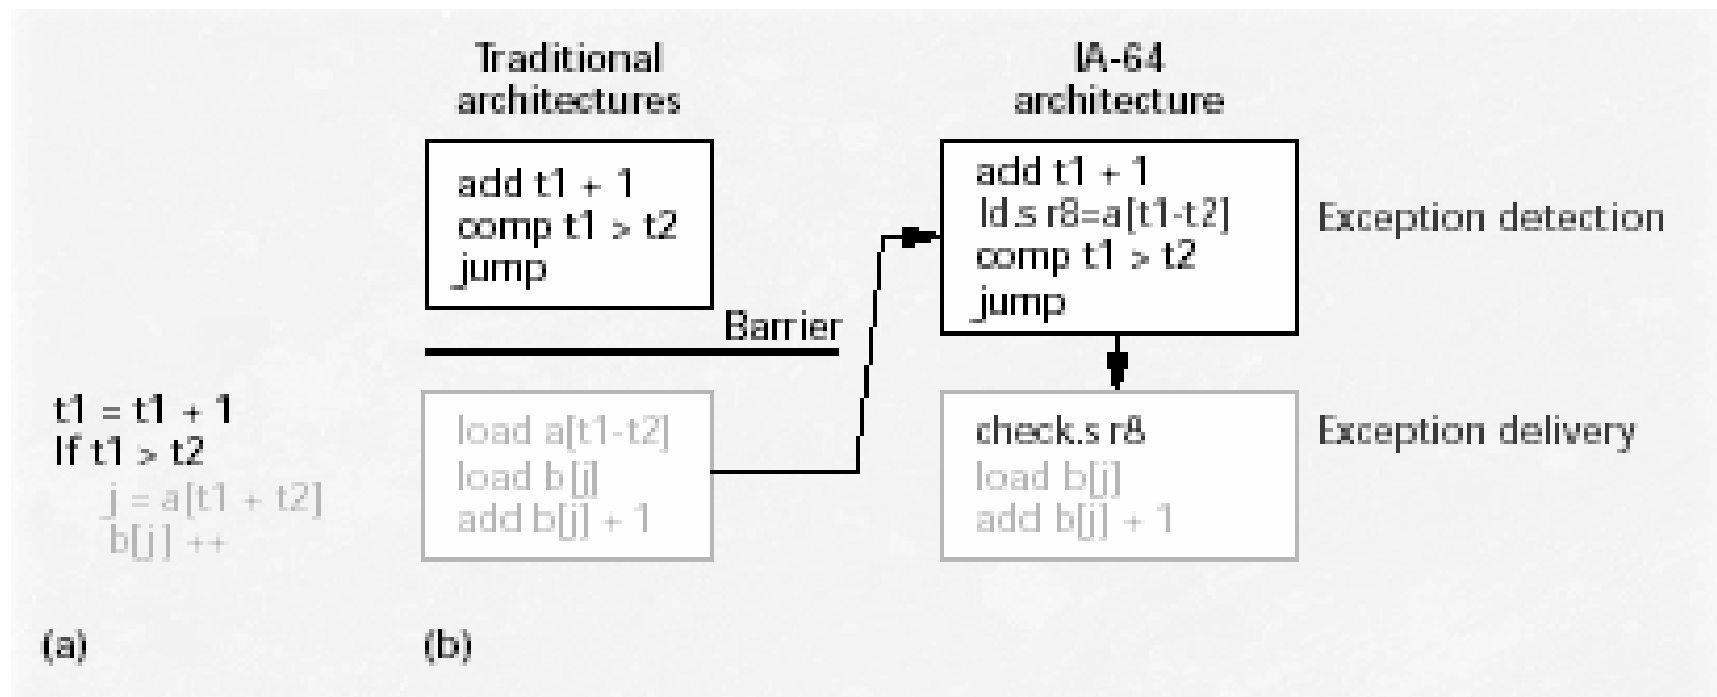 Traditional
architectures
IA-64
architecture
add t1 + 1
comp t1 > t2
jump
Barrier
add t1 + 1
ld.s r8=a[t1-t2]
comp t1 > t2
jump
Exception detection
t1 = t1 + 1
If t1 > t2
j = a[t1 + t2]
b[j] ++
load a[t1-t2]
load b[j]
add b[j] + 1
check.s r8
load b[j]
add b[j] + 1
Exception delivery
(a)
(b)